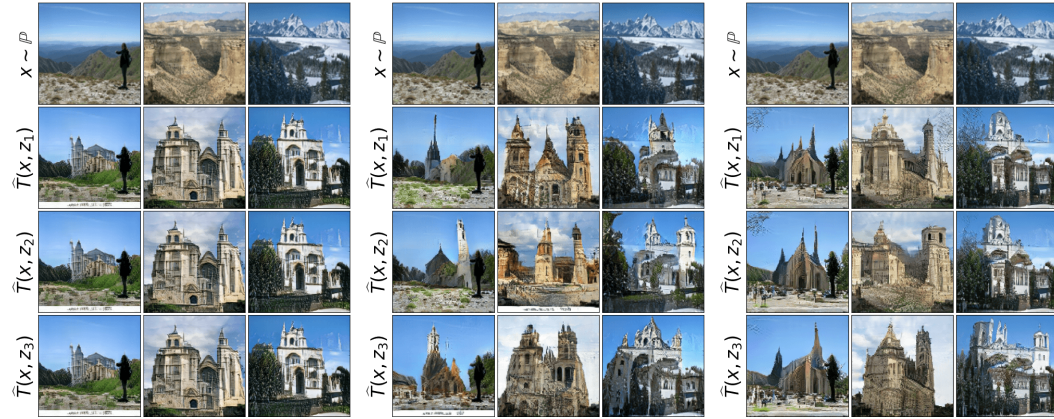 x ~ ℙ
x ~ ℙ
x ~ ℙ
T̂(x, z₁)
T̂(x, z₁)
T̂(x, z₁)
T̂(x, z₂)
T̂(x, z₂)
T̂(x, z₂)
T̂(x, z₃)
T̂(x, z₃)
T̂(x, z₃)